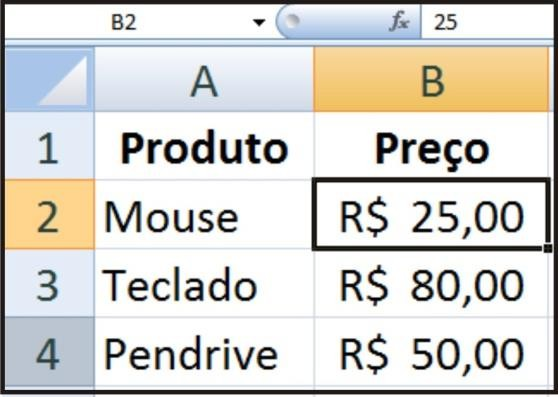 B2 fx 25
A B
1 Produto Preço
2 Mouse R$ 25,00
3 Teclado R$ 80,00
4 Pendrive R$ 50,00